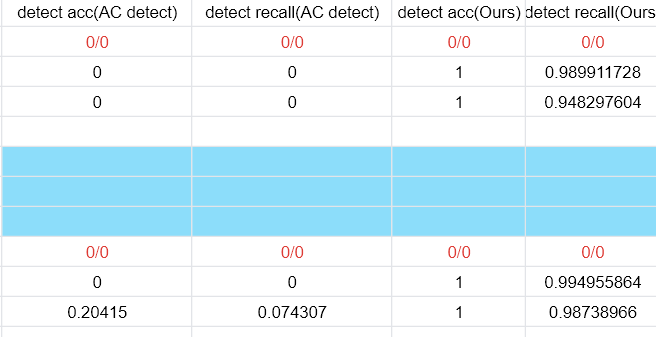 detect acc(AC detect) detect recall(AC detect) detect acc(Ours) detect recall(Ours
0/0 0/0 0/0 0/0
0 0 1 0.989911728
0 0 1 0.948297604
0/0 0/0 0/0 0/0
0 0 1 0.994955864
0.20415 0.074307 1 0.98738966